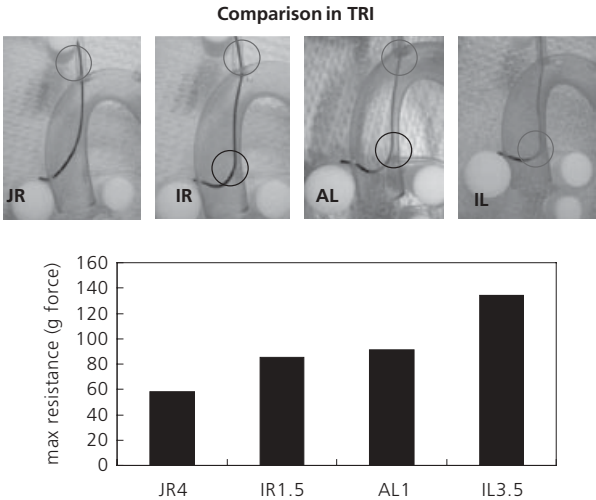 Comparison in TRI
JR
IR
AL
IL
max resistance (g force)
160
140
120
100
80
60
40
20
0
JR4
IR1.5
AL1
IL3.5